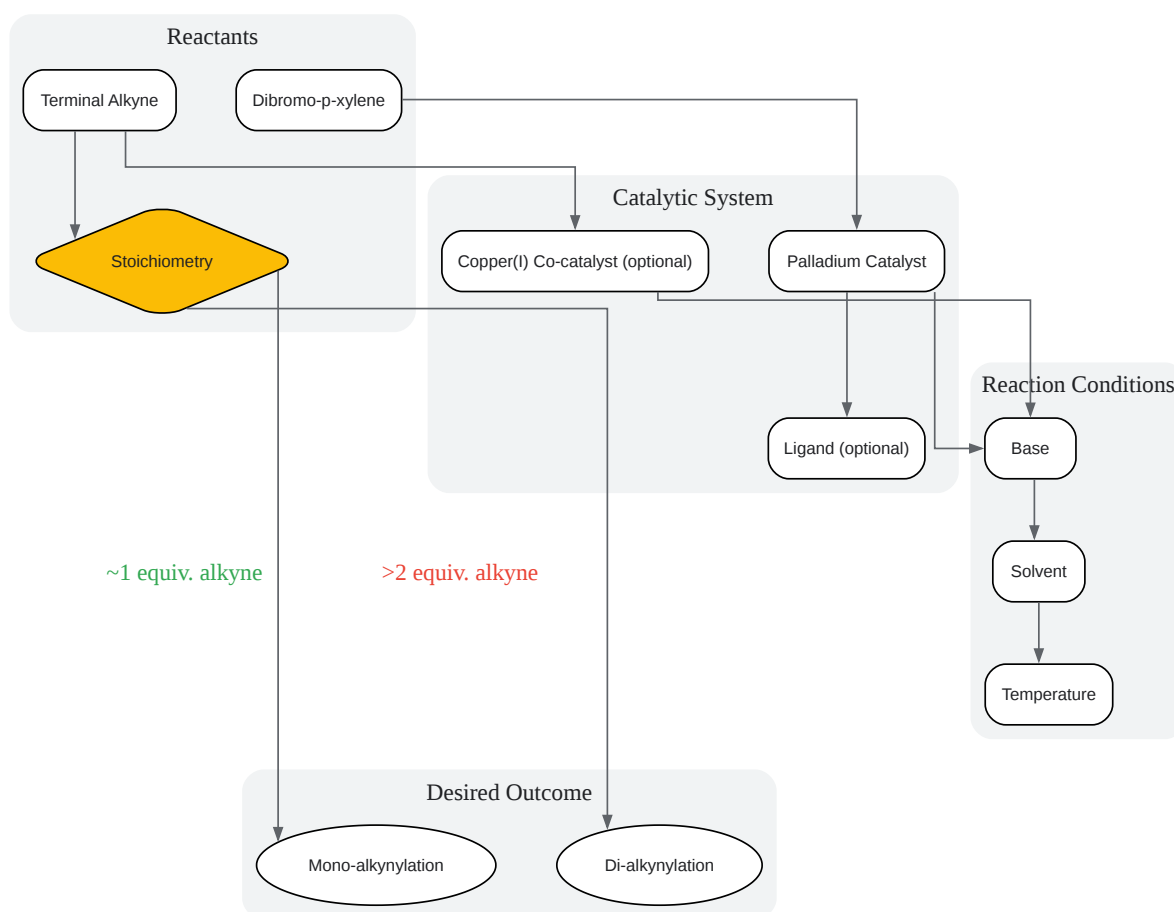 Reactants
Terminal Alkyne
Dibromo-p-xylene
Catalytic System
Stoichiometry
Copper(I) Co-catalyst (optional)
Palladium Catalyst
Reaction Conditions
Ligand (optional)
Base
~1 equiv. alkyne
>2 equiv. alkyne
Solvent
Temperature
Desired Outcome
Mono-alkynylation
Di-alkynylation